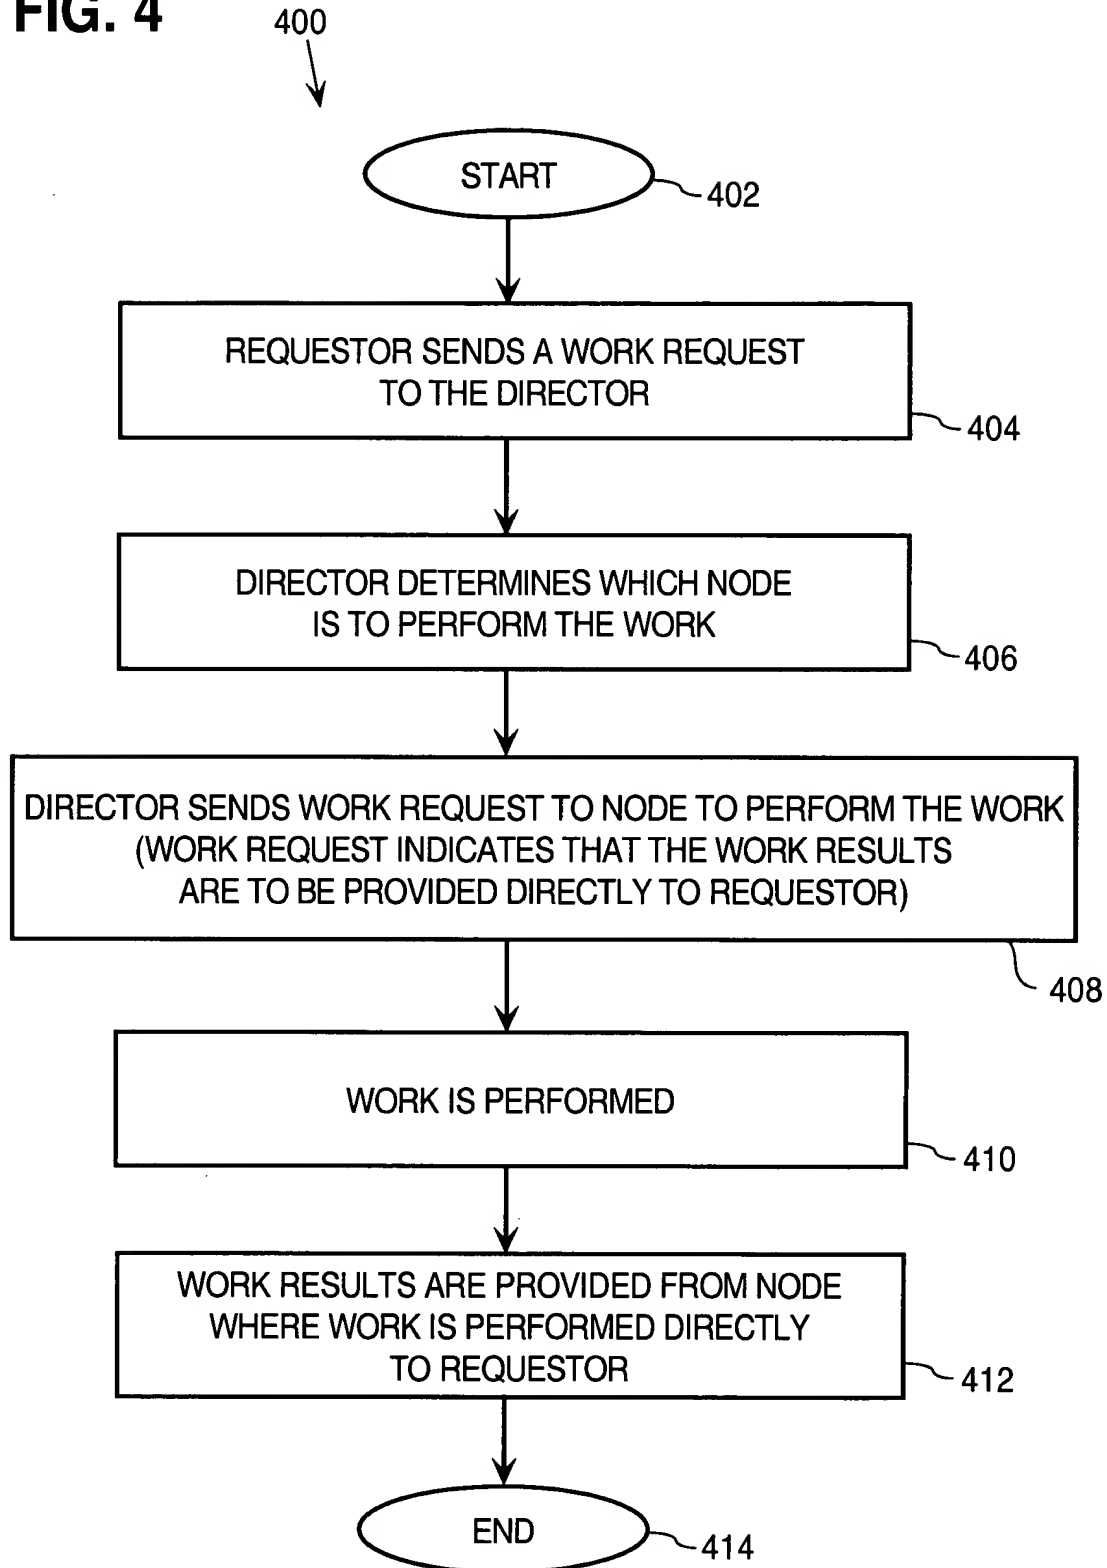 FIG. 4
400
START
402
REQUESTOR SENDS A WORK REQUEST
TO THE DIRECTOR
404
DIRECTOR DETERMINES WHICH NODE
IS TO PERFORM THE WORK
406
DIRECTOR SENDS WORK REQUEST TO NODE TO PERFORM THE WORK
(WORK REQUEST INDICATES THAT THE WORK RESULTS
ARE TO BE PROVIDED DIRECTLY TO REQUESTOR)
408
WORK IS PERFORMED
410
WORK RESULTS ARE PROVIDED FROM NODE
WHERE WORK IS PERFORMED DIRECTLY
TO REQUESTOR
412
END
414